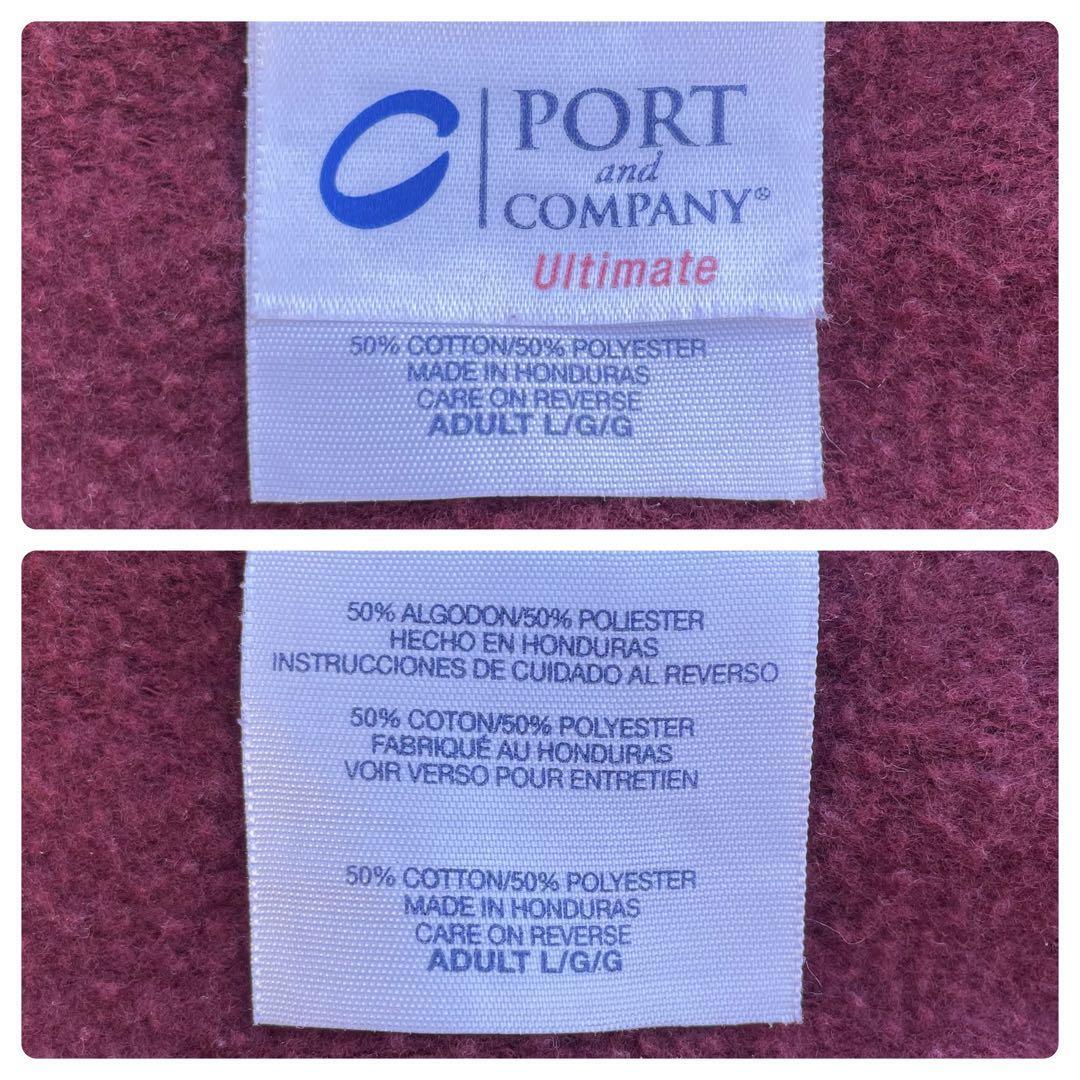 PORT
and
COMPANY®
Ultimate
50% COTTON/50% POLYESTER
MADE IN HONDURAS
CARE ON REVERSE
ADULT L/G/G
50% ALGODON/50% POLIESTER
HECHO EN HONDURAS
INSTRUCCIONES DE CUIDADO AL REVERSO
50% COTON/50% POLYESTER
FABRIQUÉ AU HONDURAS
VOIR VERSO POUR ENTRETIEN
50% COTTON/50% POLYESTER
MADE IN HONDURAS
CARE ON REVERSE
ADULT L/G/G